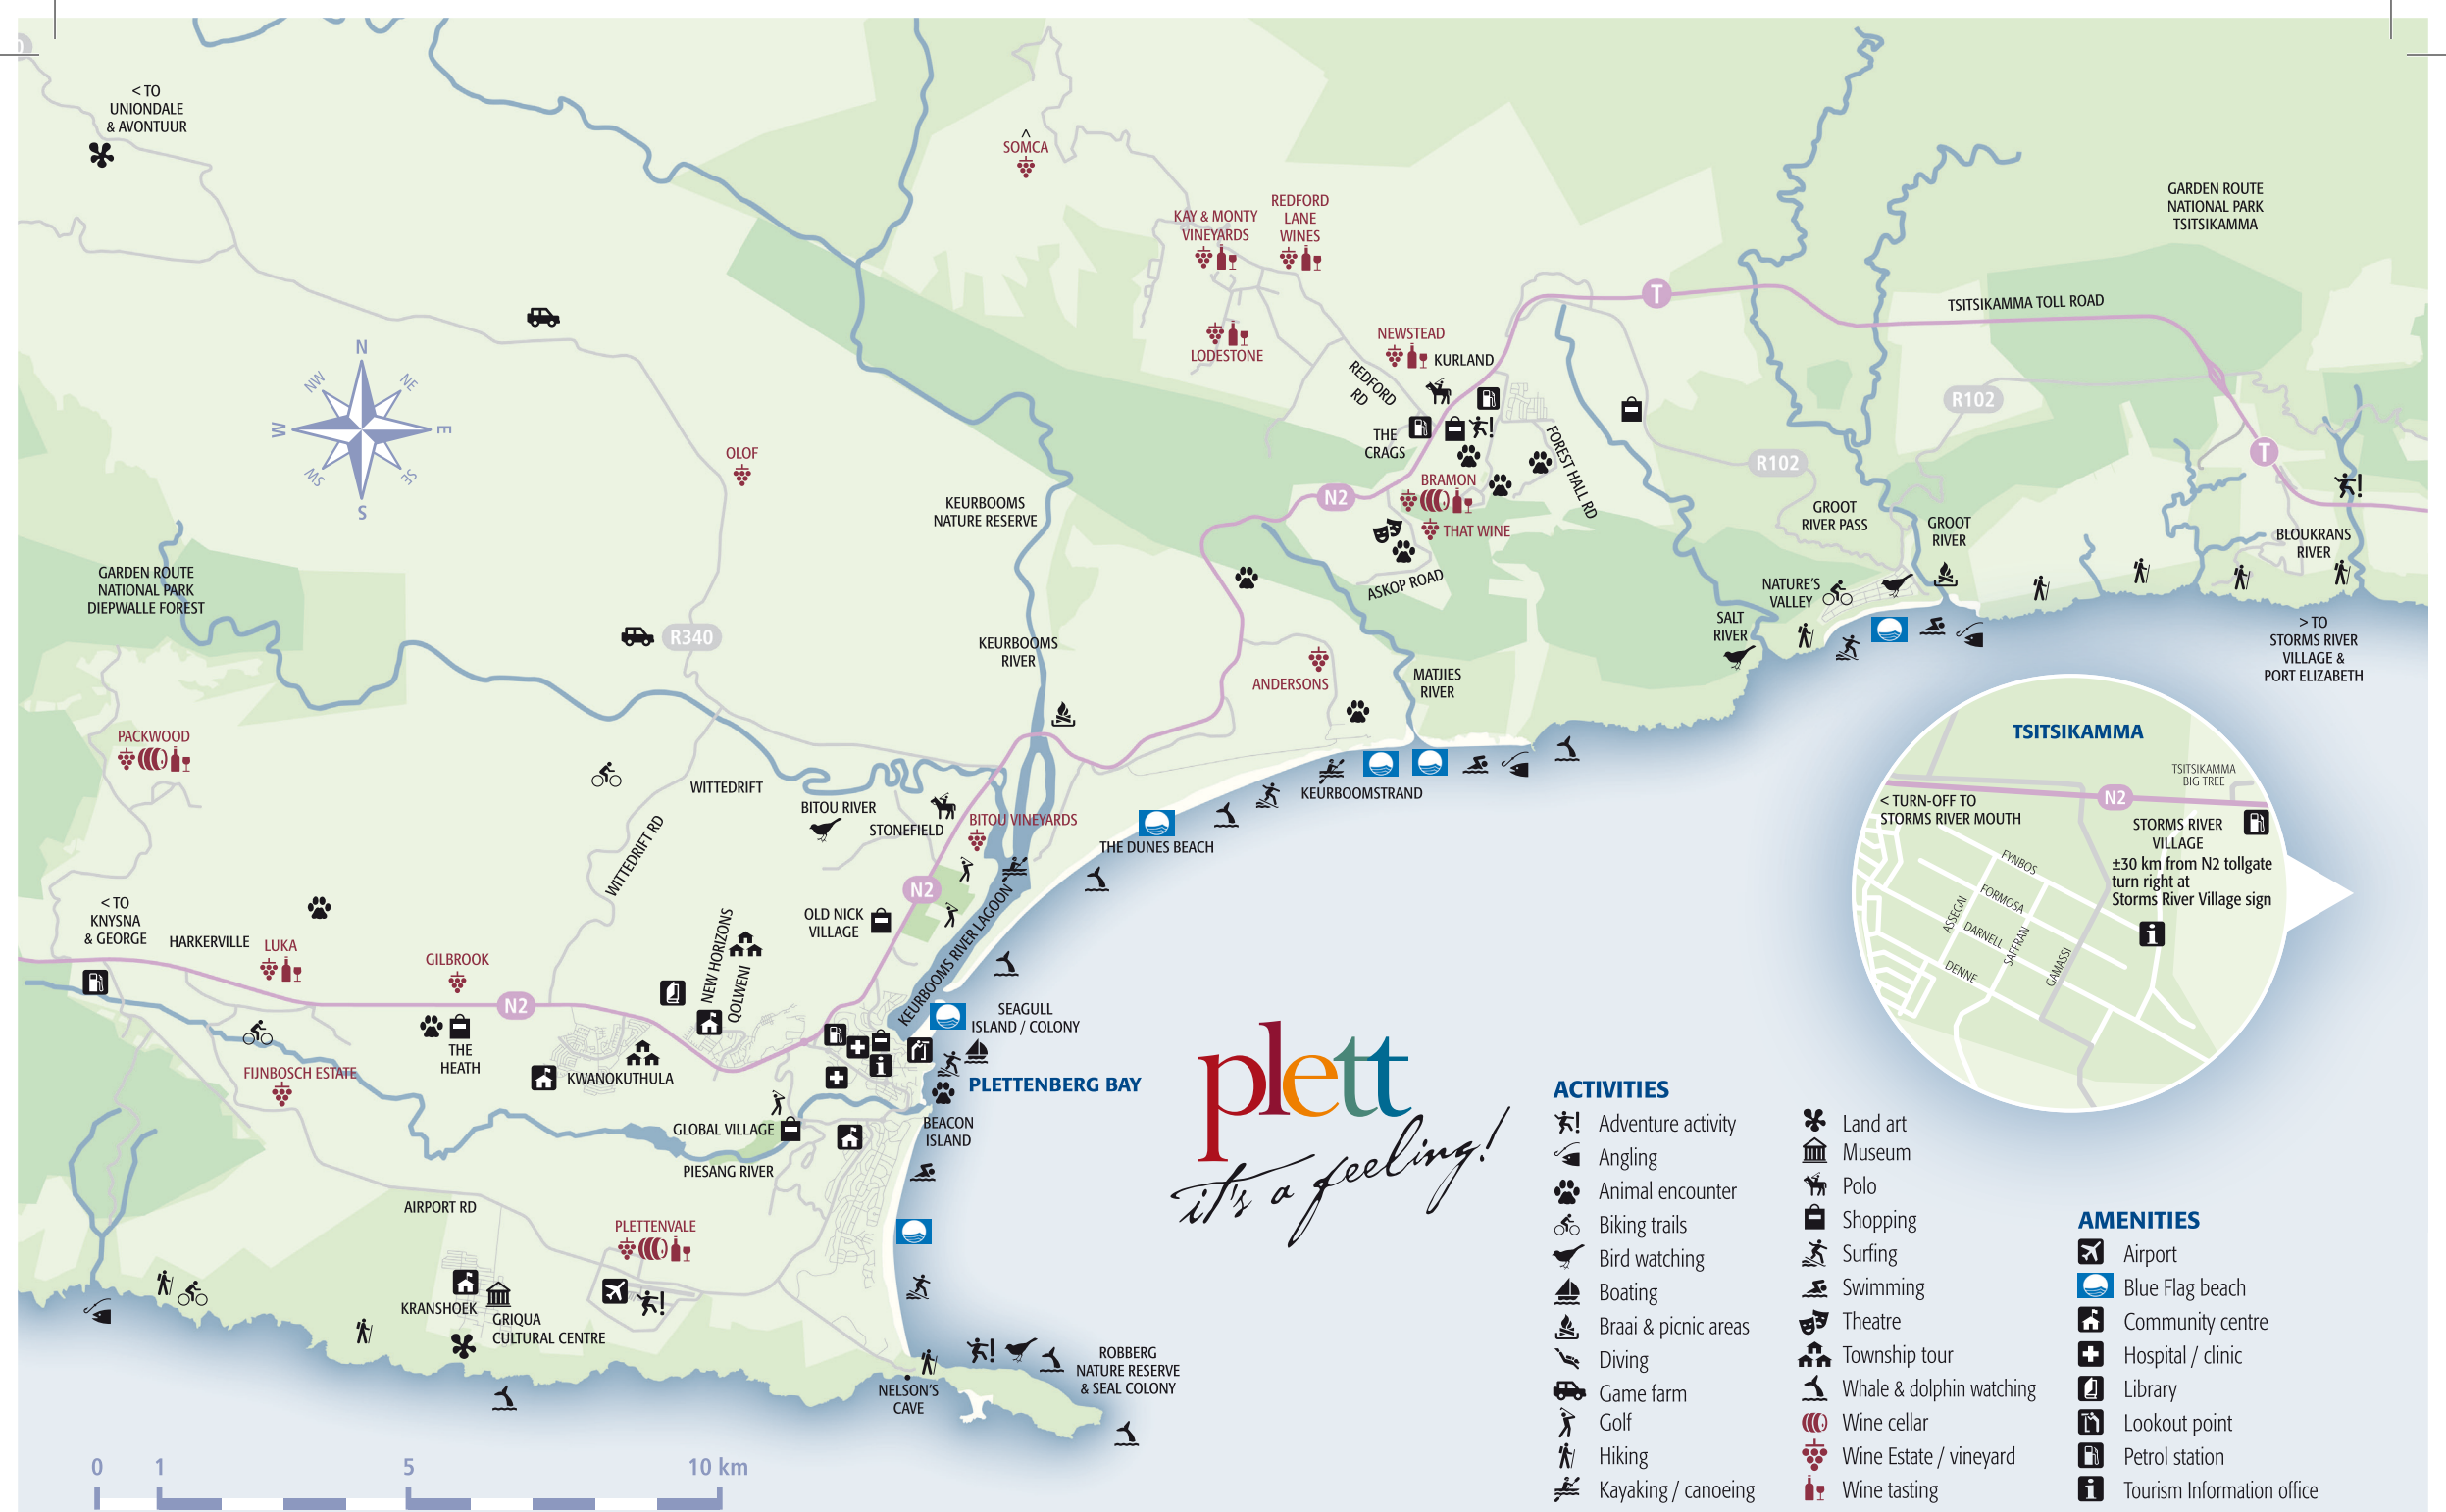 < TO
UNIONDALE
& AVONTUUR
^
SOMCA
KAY & MONTY
VINEYARDS
REDFORD
LANE
WINES
LODESTONE
NEWSTEAD
KURLAND
REDFORD
RD
THE
CRAGS
T
TSITSIKAMMA TOLL ROAD
GARDEN ROUTE
NATIONAL PARK
TSITSIKAMMA
R102
R102
T
FOREST HALL RD
N2
BRAMON
THAT WINE
ASKOP ROAD
GROOT
RIVER PASS
GROOT
RIVER
BLOUKRANS
RIVER
NATURE'S
VALLEY
SALT
RIVER
> TO
STORMS RIVER
VILLAGE &
PORT ELIZABETH
N
NE
E
SE
S
SW
W
NW
OLOF
KEURBOOMS
NATURE RESERVE
GARDEN ROUTE
NATIONAL PARK
DIEPWALLE FOREST
R340
KEURBOOMS
RIVER
ANDERSONS
MATJIES
RIVER
PACKWOOD
WITTEDRIFT
BITOU RIVER
STONEFIELD
BITOU VINEYARDS
WITTEDRIFT RD
KEURBOOMSTRAND
THE DUNES BEACH
N2
OLD NICK
VILLAGE
KEURBOOMS RIVER LAGOON
NEW HORIZONS
QOLWENI
< TO
KNYSNA
& GEORGE
HARKERVILLE
LUKA
GILBROOK
N2
THE
HEATH
FIJNBOSCH ESTATE
KWANOKUTHULA
SEAGULL
ISLAND / COLONY
PLETTENBERG BAY
BEACON
ISLAND
GLOBAL VILLAGE
PIESANG RIVER
AIRPORT RD
PLETTENVALE
KRANSHOEK
GRIQUA
CULTURAL CENTRE
NELSON'S
CAVE
ROBBERG
NATURE RESERVE
& SEAL COLONY
0 1 5 10 km
plett
it's a feeling!
TSITSIKAMMA
TSITSIKAMMA
BIG TREE
N2
< TURN-OFF TO
STORMS RIVER MOUTH
STORMS RIVER
VILLAGE
±30 km from N2 tollgate
turn right at
Storms River Village sign
FYNBOS
FORMOSA
ASSEGAI
DARNELL
SAFFRAN
DENNE
GAMASSI
ACTIVITIES
Adventure activity
Angling
Animal encounter
Biking trails
Bird watching
Boating
Braai & picnic areas
Diving
Game farm
Golf
Hiking
Kayaking / canoeing
Land art
Museum
Polo
Shopping
Surfing
Swimming
Theatre
Township tour
Whale & dolphin watching
Wine cellar
Wine Estate / vineyard
Wine tasting
AMENITIES
Airport
Blue Flag beach
Community centre
Hospital / clinic
Library
Lookout point
Petrol station
Tourism Information office